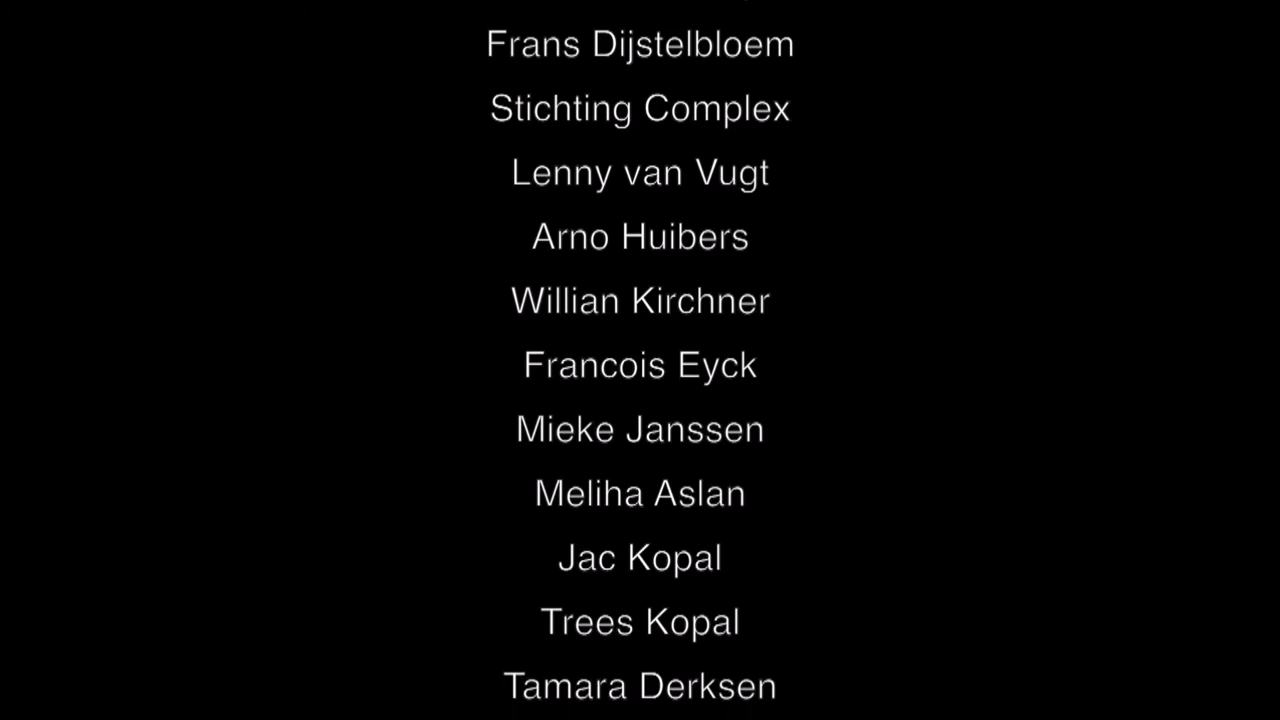 Frans Dijstelbloem
Stichting Complex
Lenny van Vugt
Arno Huibers
Willian Kirchner
Francois Eyck
Mieke Janssen
Meliha Aslan
Jac Kopal
Trees Kopal
Tamara Derksen